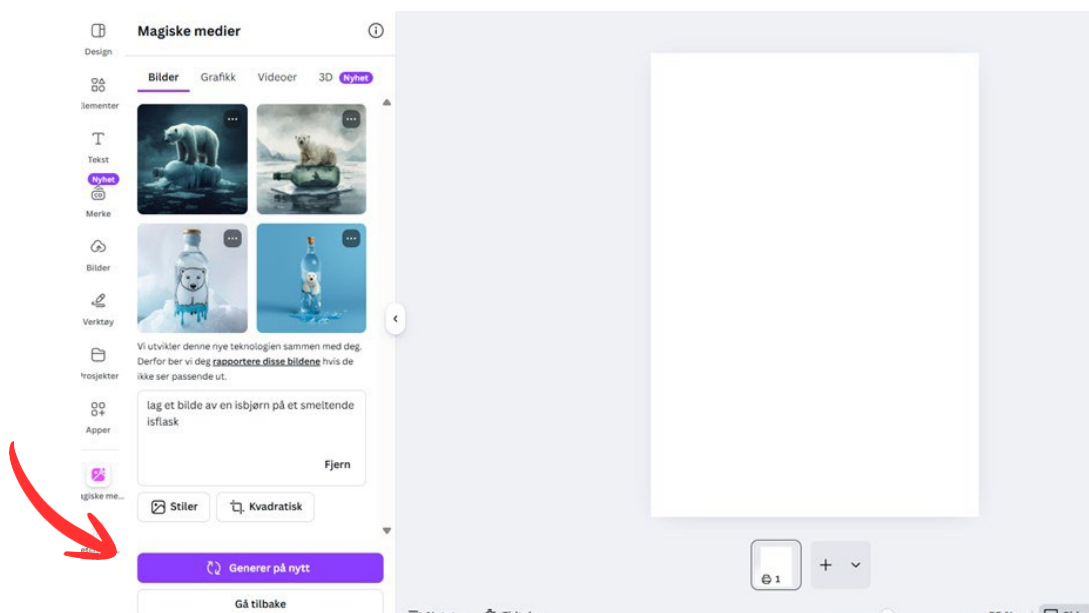 Design
Elementer
Tekst
Nyhet
Merke
Bilder
Verktøy
Prosjekter
Apper
Magiske medier
Bilder
Grafikk
Videoer
3D
Nyhet
Vi utvikler denne nye teknologien sammen med deg.
Derfor ber vi deg rapportere disse bildene hvis de
ikke ser passende ut.
lag et bilde av en isbjørn på et smeltende
isflask
Fjern
Stiler
Kvadratisk
Generer på nytt
Gå tilbake
1